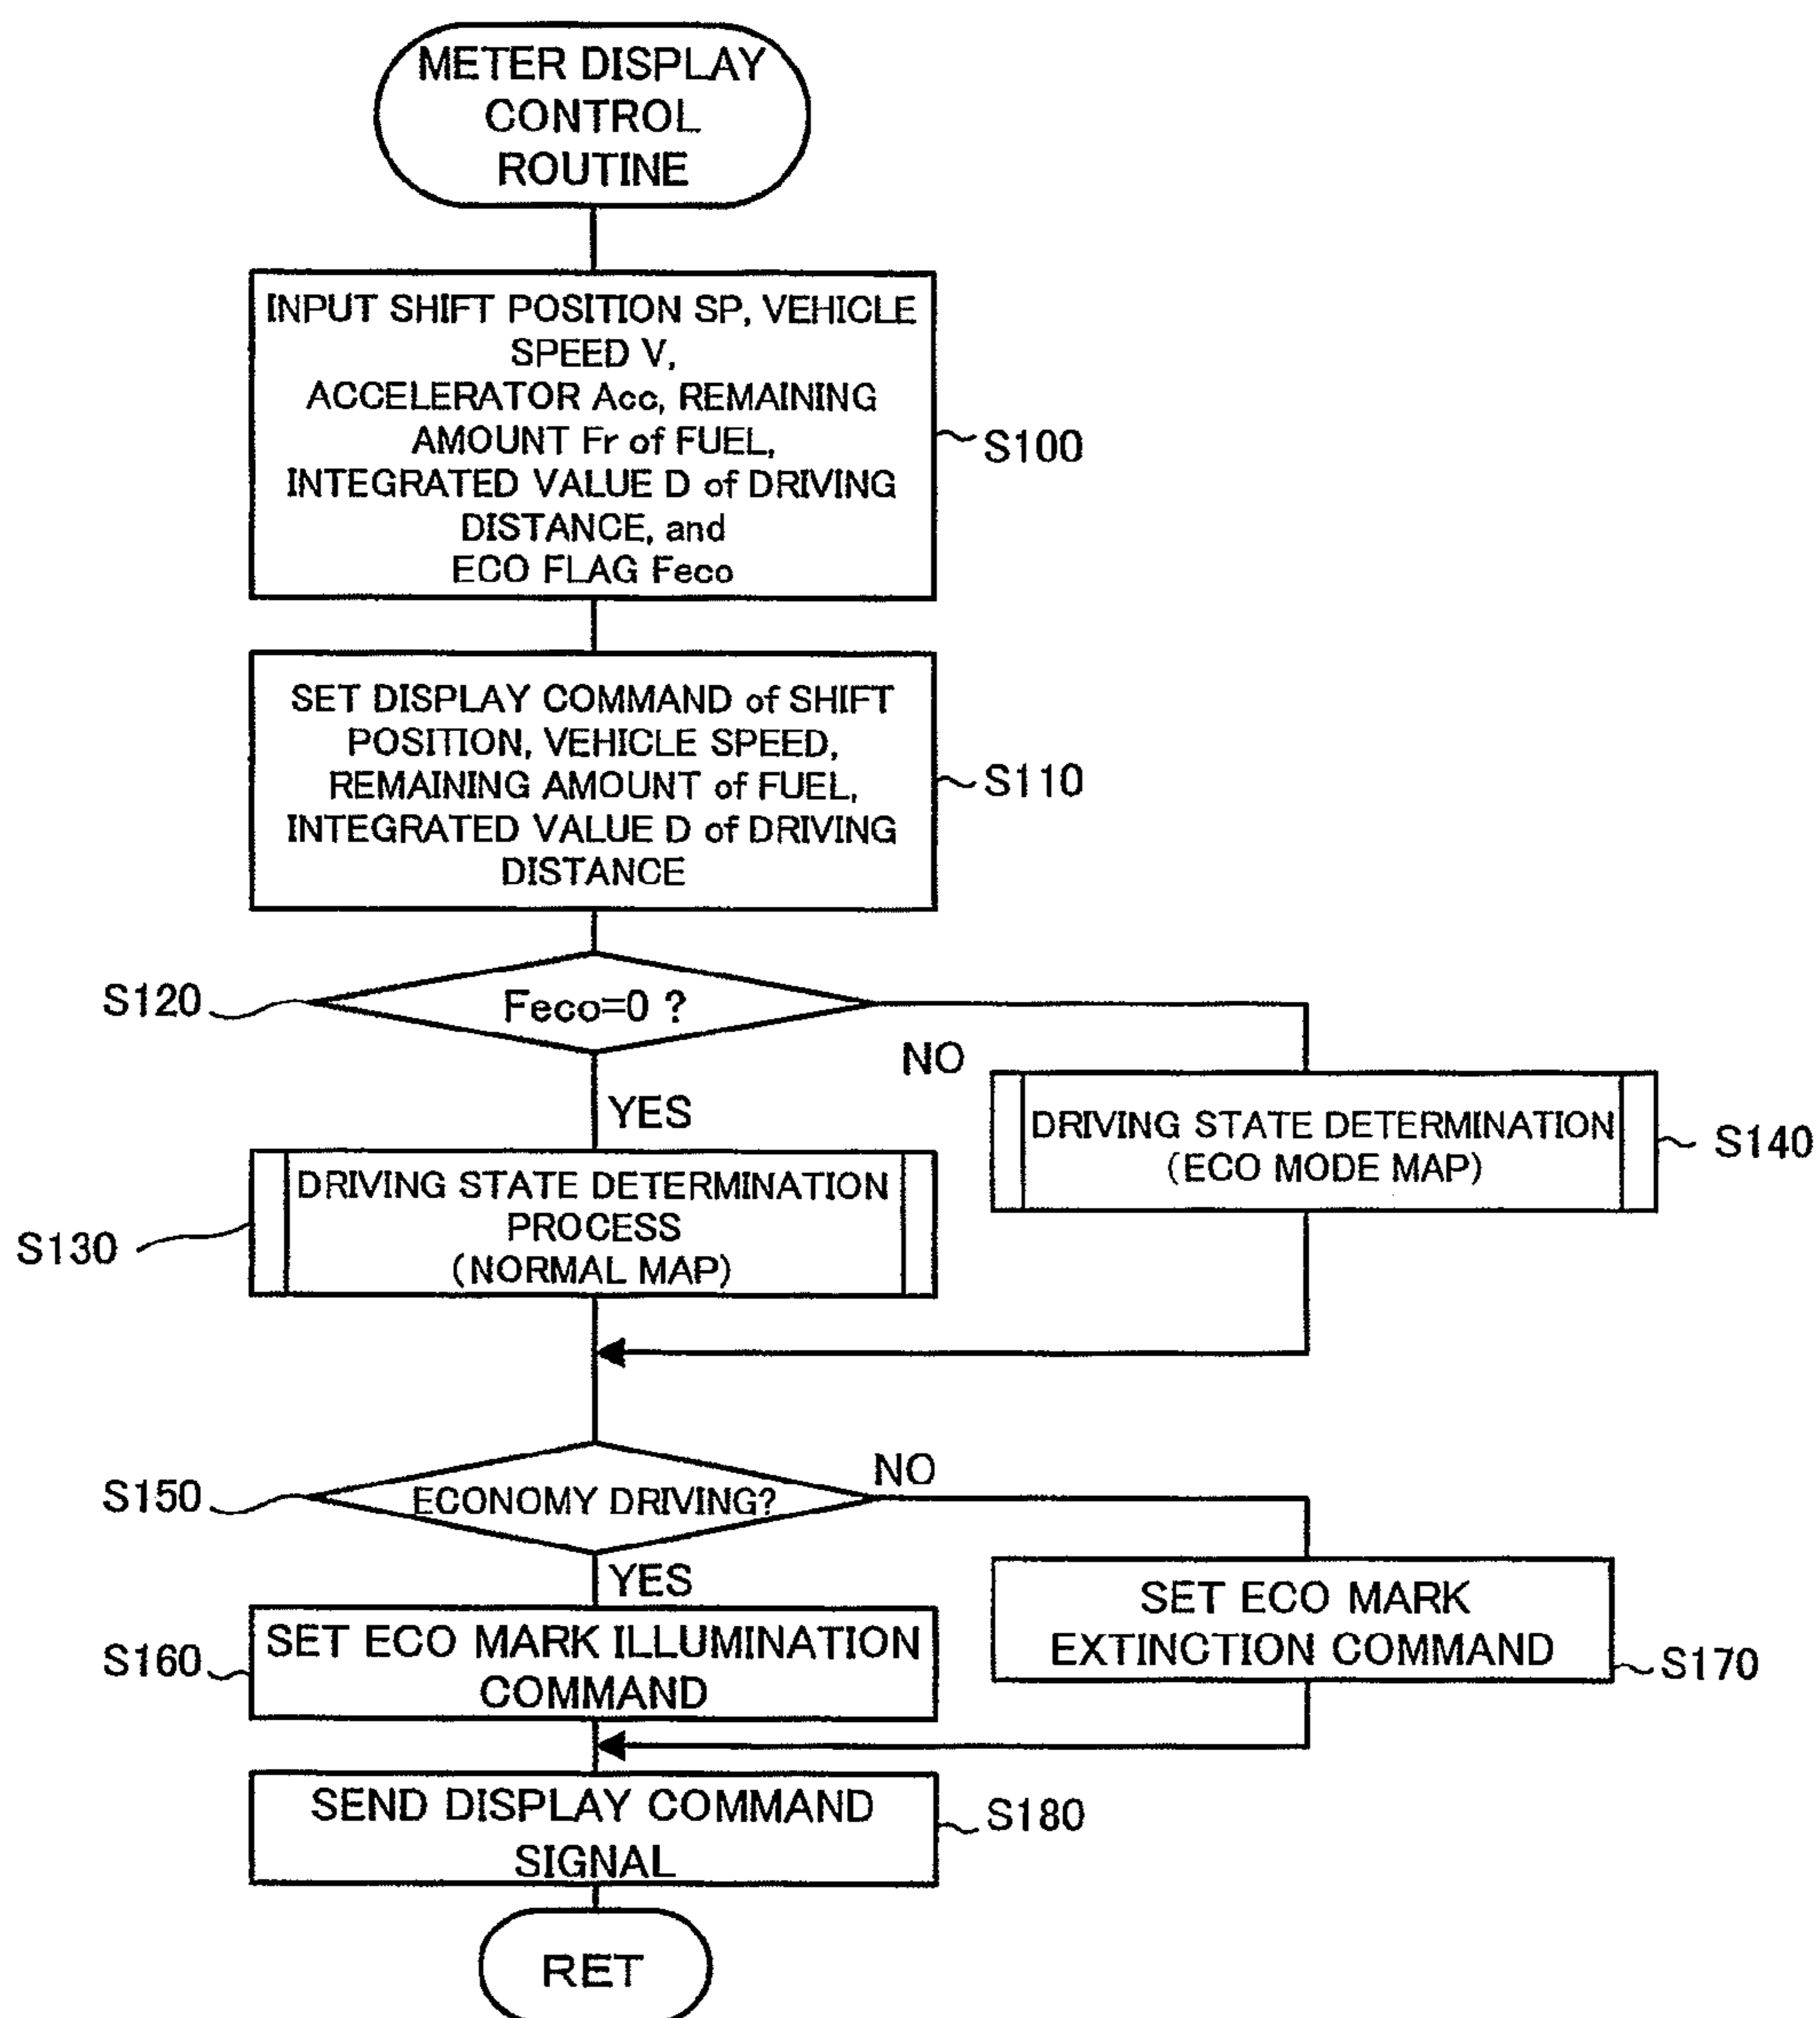 METER DISPLAY
CONTROL
ROUTINE
INPUT SHIFT POSITION SP, VEHICLE
SPEED V,
ACCELERATOR Acc, REMAINING
AMOUNT Fr of FUEL,
INTEGRATED VALUE D of DRIVING
DISTANCE, and
ECO FLAG Feco
S100
SET DISPLAY COMMAND of SHIFT
POSITION, VEHICLE SPEED,
REMAINING AMOUNT of FUEL,
INTEGRATED VALUE D of DRIVING
DISTANCE
S110
S120
Feco=0 ?
NO
YES
DRIVING STATE DETERMINATION
(ECO MODE MAP)
S140
DRIVING STATE DETERMINATION
PROCESS
(NORMAL MAP)
S130
S150
ECONOMY DRIVING?
NO
YES
SET ECO MARK
EXTINCTION COMMAND
S170
S160
SET ECO MARK ILLUMINATION
COMMAND
SEND DISPLAY COMMAND
SIGNAL
S180
RET